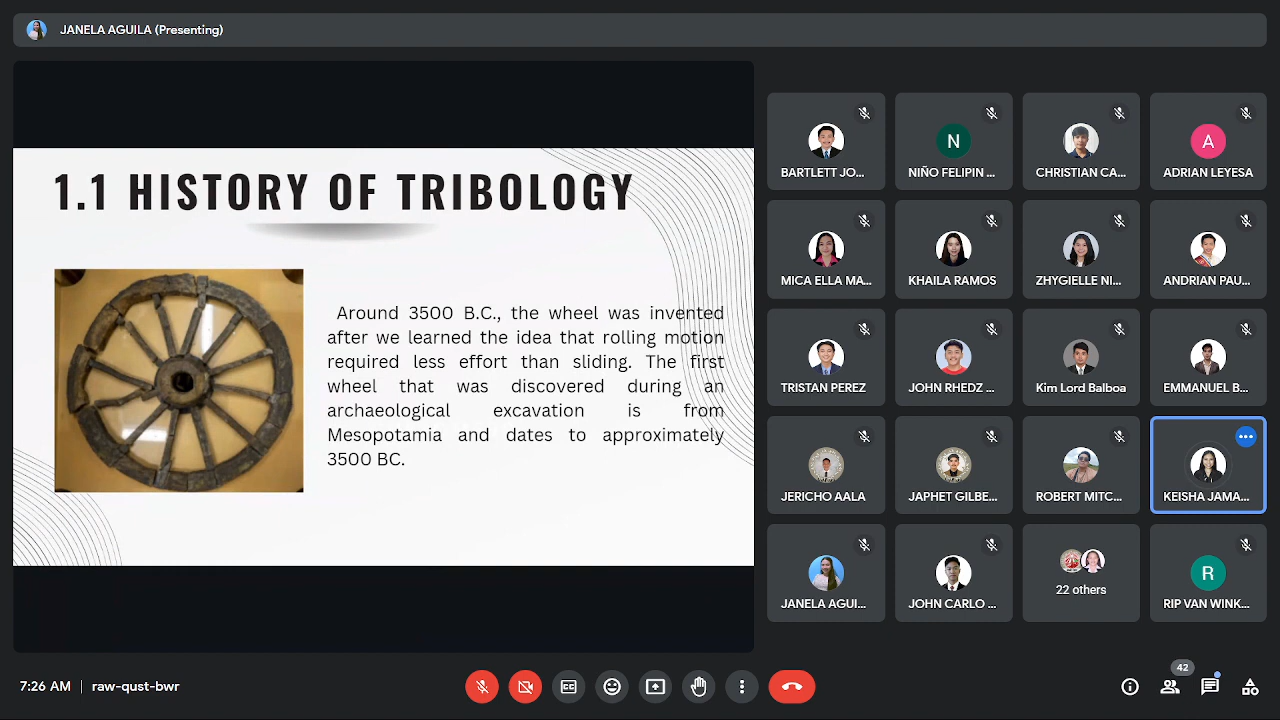 JANELA AGUILA (Presenting)
1.1 HISTORY OF TRIBOLOGY
Around 3500 B.C., the wheel was invented
after we learned the idea that rolling motion
required less effort than sliding. The first
wheel that was discovered during an
archaeological excavation is from
Mesopotamia and dates to approximately
3500 BC.
BARTLETT JO...
N
NIÑO FELIPIN ...
CHRISTIAN CA...
A
ADRIAN LEYESA
MICA ELLA MA...
KHAILA RAMOS
ZHYGIELLE NI...
ANDRIAN PAU...
TRISTAN PEREZ
JOHN RHEDZ ...
Kim Lord Balboa
EMMANUEL B...
JERICHO AALA
JAPHET GILBE...
ROBERT MITC...
KEISHA JAMA...
JANELA AGUI...
JOHN CARLO ...
22 others
R
RIP VAN WINK...
7:26 AM | raw-qust-bwr
42